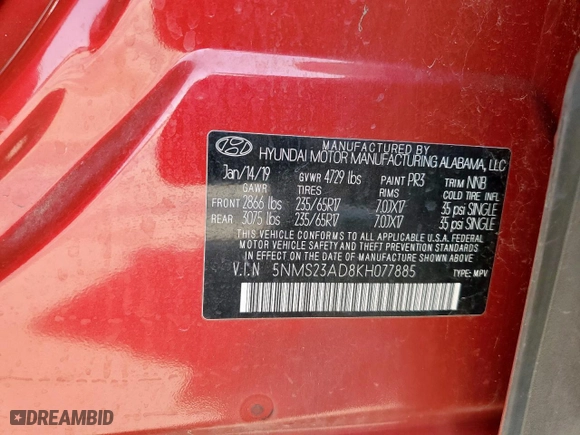 MANUFACTURED BY
HYUNDAI MOTOR MANUFACTURING ALABAMA, LLC
Jan/14/19 GVWR 4729 lbs PAINT PR3 TRIM NNB
GAWR TIRES RIMS COLD TIRE INFL
FRONT 2866 lbs 235/65R17 7.0JX17 35 psi SINGLE
REAR 3075 lbs 235/65R17 7.0JX17 35 psi SINGLE
THIS VEHICLE CONFORMS TO ALL APPLICABLE U.S.A. FEDERAL
MOTOR VEHICLE SAFETY AND THEFT PREVENTION STANDARDS
IN EFFECT ON THE DATE OF MANUFACTURE SHOWN ABOVE.
V.I.N 5NMS23AD8KH077885 TYPE: MPV
DREAMBID